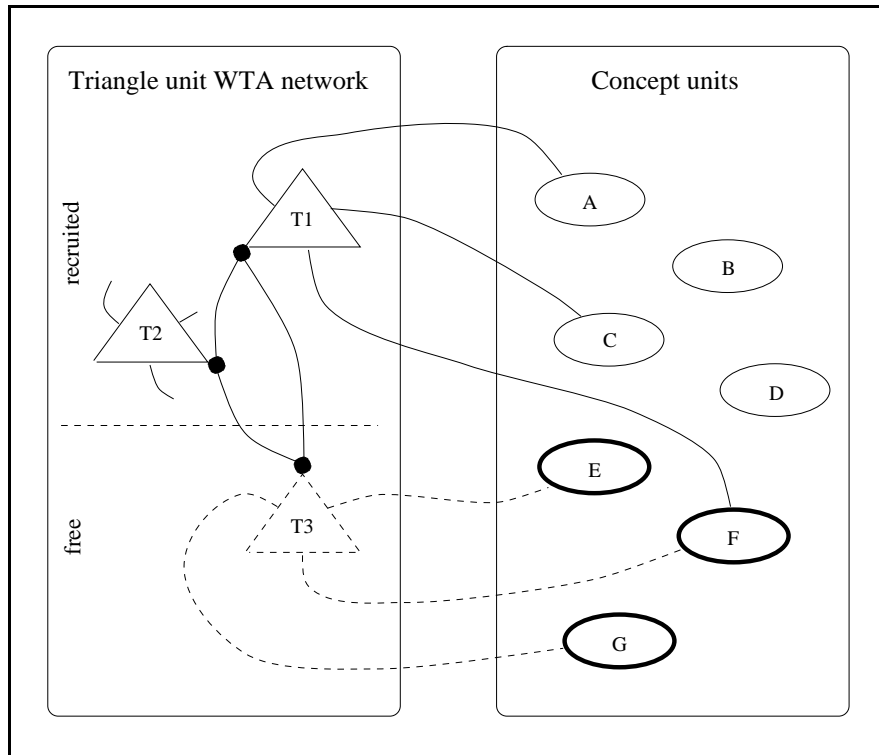 Triangle unit WTA network
Concept units
recruited
free
T1
T2
T3
A
B
C
D
E
F
G